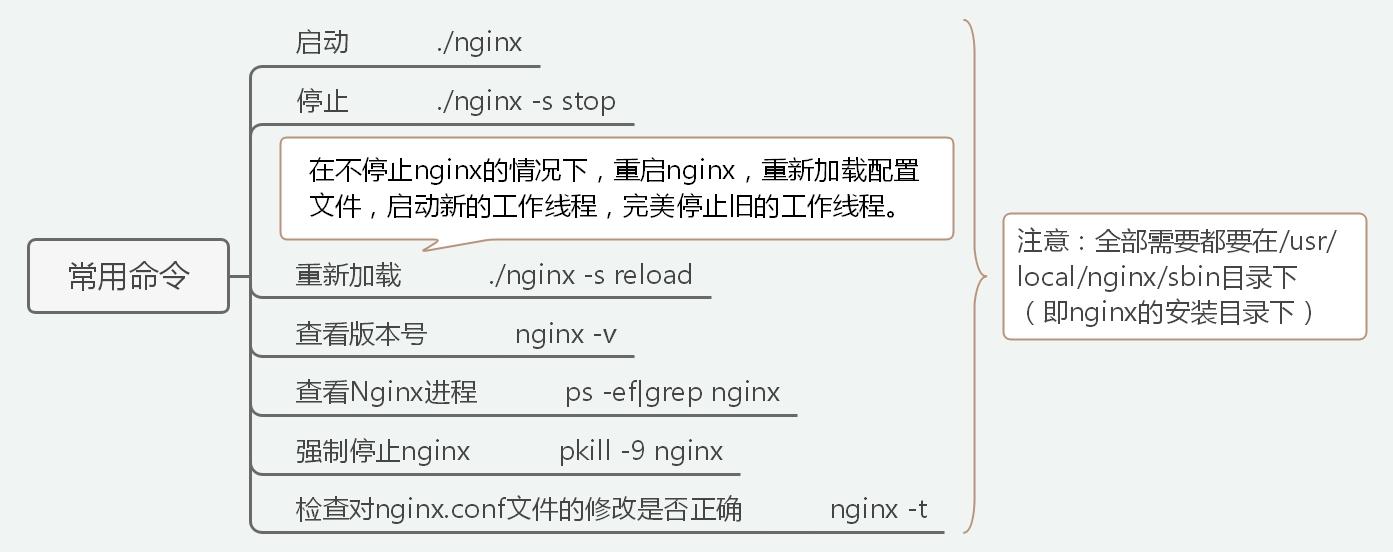 常用命令
启动 ./nginx
停止 ./nginx -s stop
在不停止nginx的情况下，重启nginx，重新加载配置
文件，启动新的工作线程，完美停止旧的工作线程。
重新加载 ./nginx -s reload
查看版本号 nginx -v
查看Nginx进程 ps -ef|grep nginx
强制停止nginx pkill -9 nginx
检查对nginx.conf文件的修改是否正确 nginx -t
注意：全部需要都要在/usr/
local/nginx/sbin目录下
（即nginx的安装目录下）